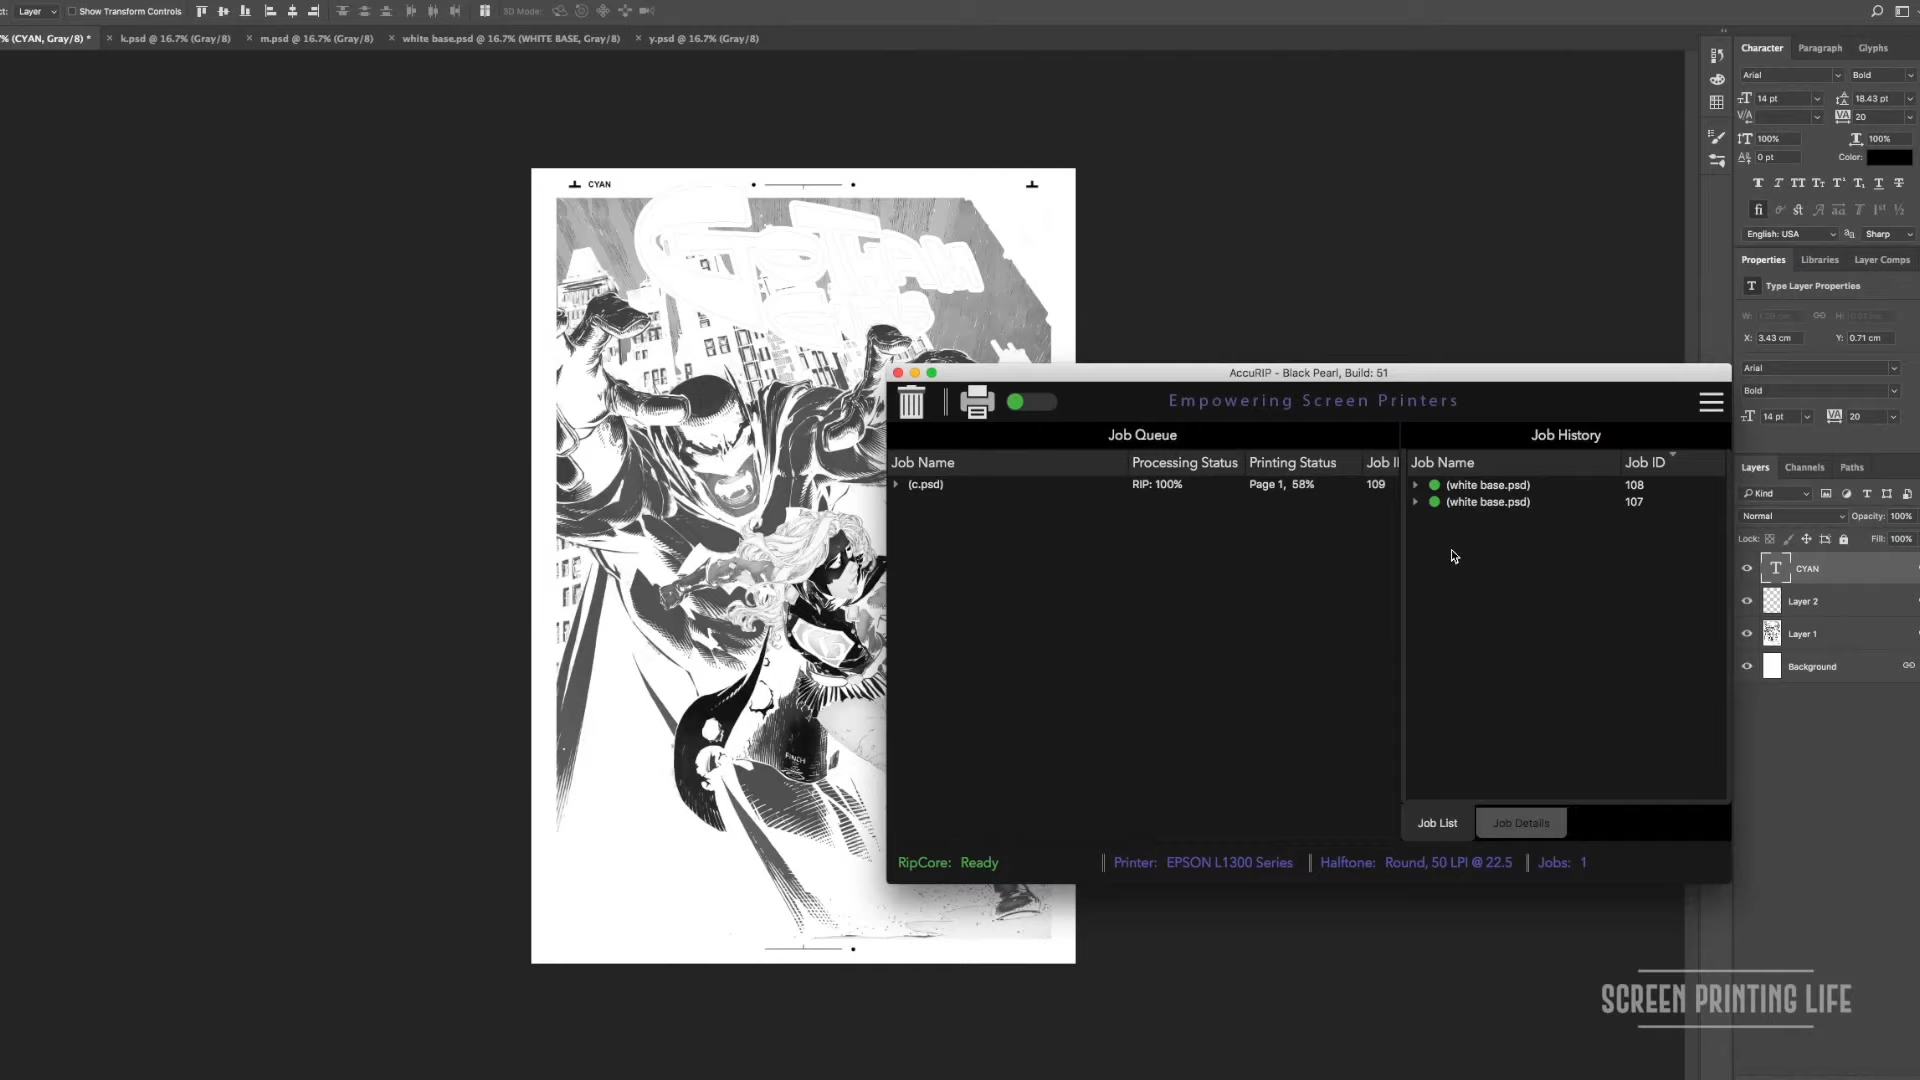 ct: Layer Show Transform Controls 3D Mode:
% (CYAN, Gray/8) * × k.psd @ 16.7% (Gray/8) × m.psd @ 16.7% (Gray/8) × white base.psd @ 16.7% (WHITE BASE, Gray/8) × y.psd @ 16.7% (Gray/8)
Character Paragraph Glyphs
Arial Bold
14 pt 18.43 pt
20
100% 100%
0 pt Color:
English: USA Sharp
Properties Libraries Layer Comps
Type Layer Properties
W: H:
X: 3.43 cm Y: 0.71 cm
Arial
Bold
14 pt 20
Layers Channels Paths
Kind
Normal Opacity: 100%
Lock: Fill: 100%
CYAN
Layer 2
Layer 1
Background
CYAN
GOTHAM
FINCH
AccuRIP - Black Pearl, Build: 51
Empowering Screen Printers
Job Queue
Job Name Processing Status Printing Status Job I
(c.psd) RIP: 100% Page 1, 58% 109
Job History
Job Name Job ID
(white base.psd) 108
(white base.psd) 107
Job List Job Details
RipCore: Ready Printer: EPSON L1300 Series Halftone: Round, 50 LPI @ 22.5 Jobs: 1
SCREEN PRINTING LIFE